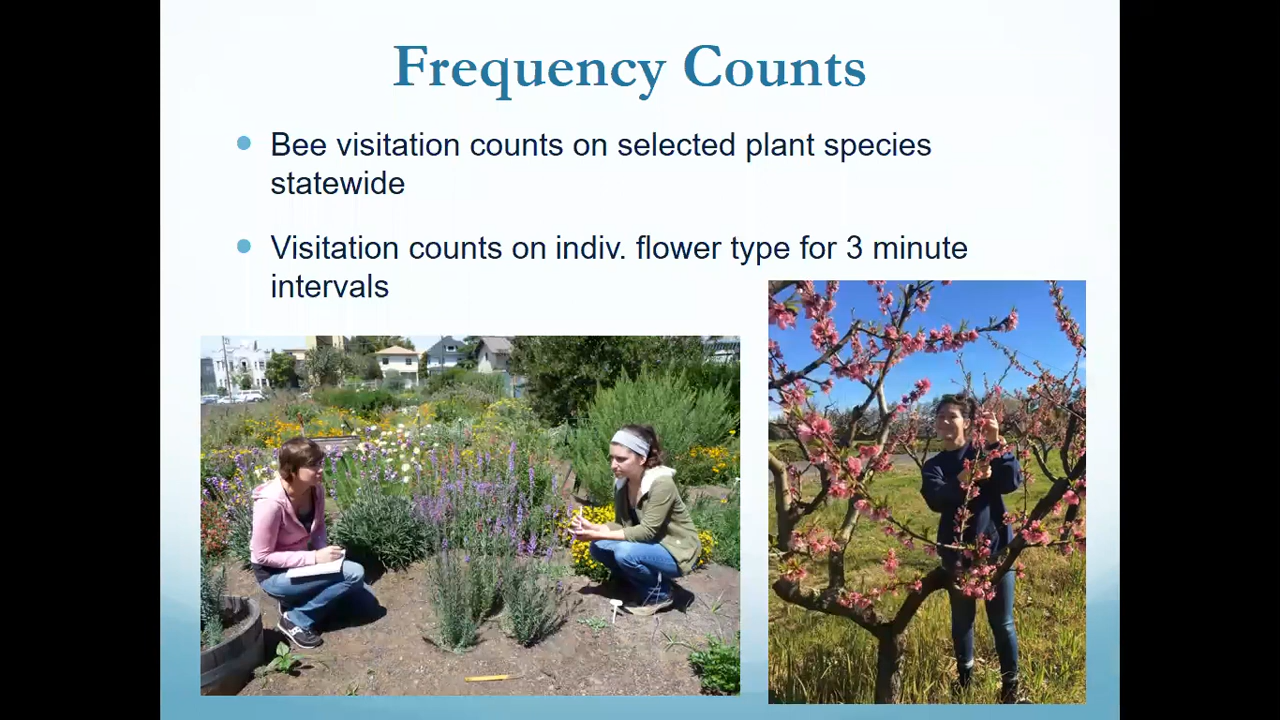 Frequency Counts
Bee visitation counts on selected plant species
statewide
Visitation counts on indiv. flower type for 3 minute
intervals